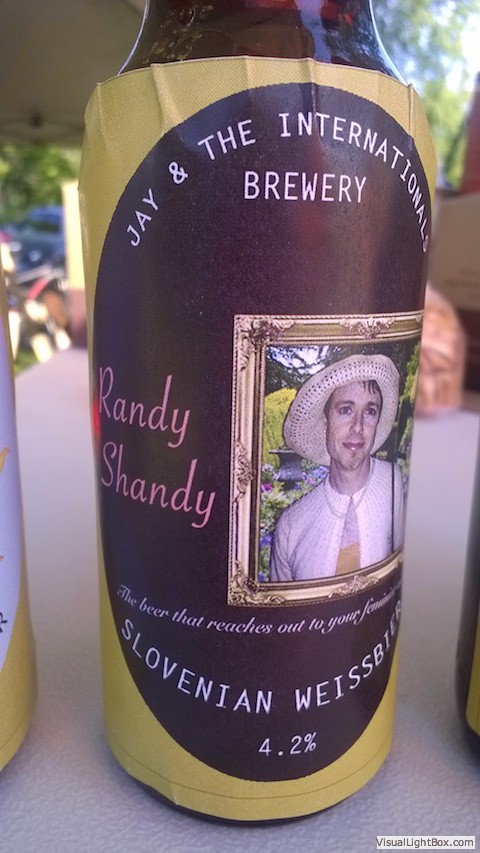 JAY & THE INTERNATIONALS
BREWERY
Randy
Shandy
The beer that reaches out to your
SLOVENIAN WEISSBIER
4.2%
VisualLightBox.com